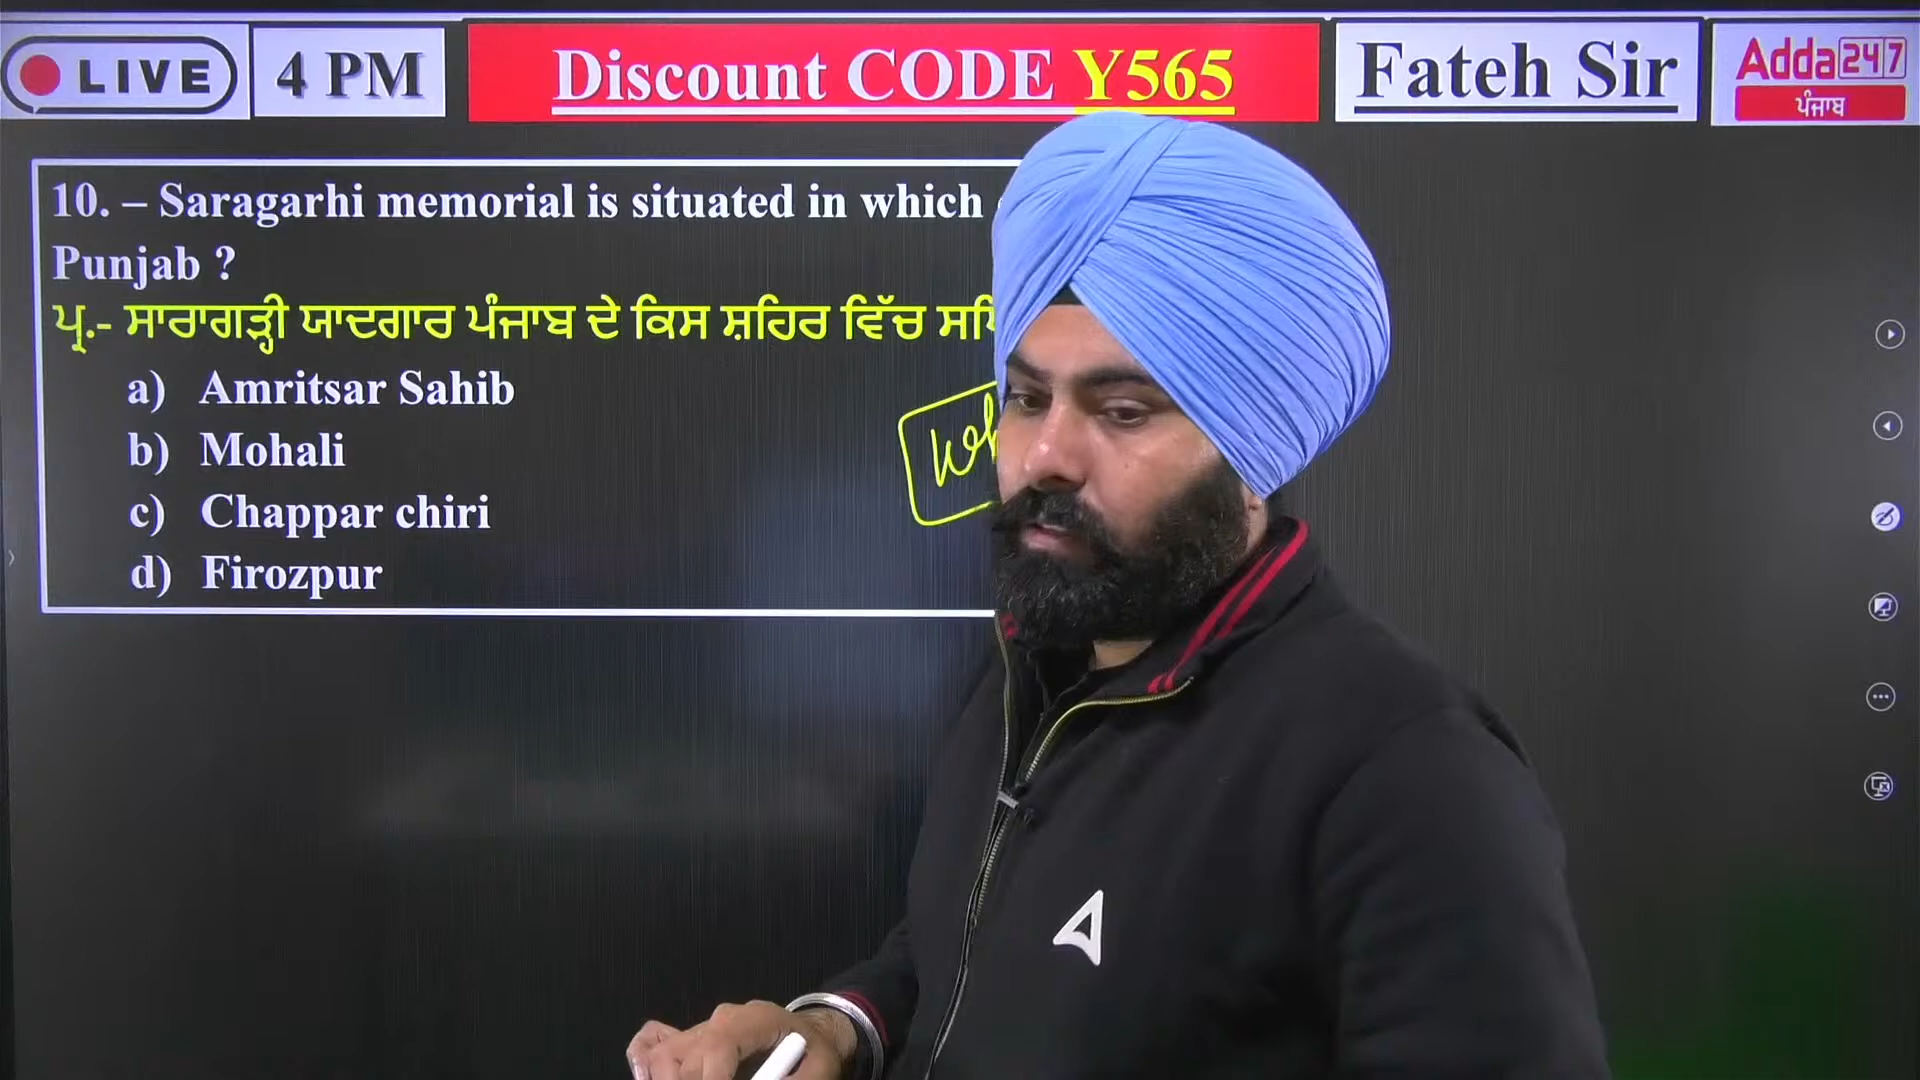 LIVE
4 PM
Discount CODE Y565
Fateh Sir
Adda247
ਪੰਜਾਬ
10. – Saragarhi memorial is situated in which
Punjab ?
ਪ੍ਰ.- ਸਾਰਾਗੜ੍ਹੀ ਯਾਦਗਾਰ ਪੰਜਾਬ ਦੇ ਕਿਸ ਸ਼ਹਿਰ ਵਿੱਚ
a) Amritsar Sahib
b) Mohali
c) Chappar chiri
d) Firozpur